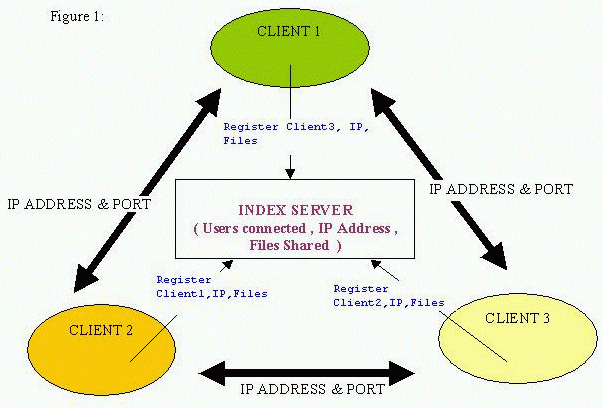 Figure 1:
CLIENT 1
Register Client3, IP,
Files
IP ADDRESS & PORT
IP ADDRESS & PORT
INDEX SERVER
( Users connected , IP Address ,
Files Shared )
Register
Client1,IP,Files
Register
Client2,IP,Files
CLIENT 2
CLIENT 3
IP ADDRESS & PORT